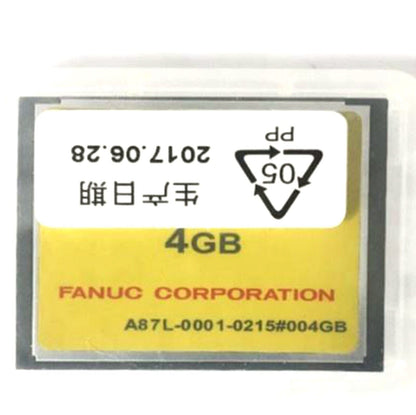 生产日期
2017.06.28
05
PP
4GB
FANUC CORPORATION
A87L-0001-0215#004GB